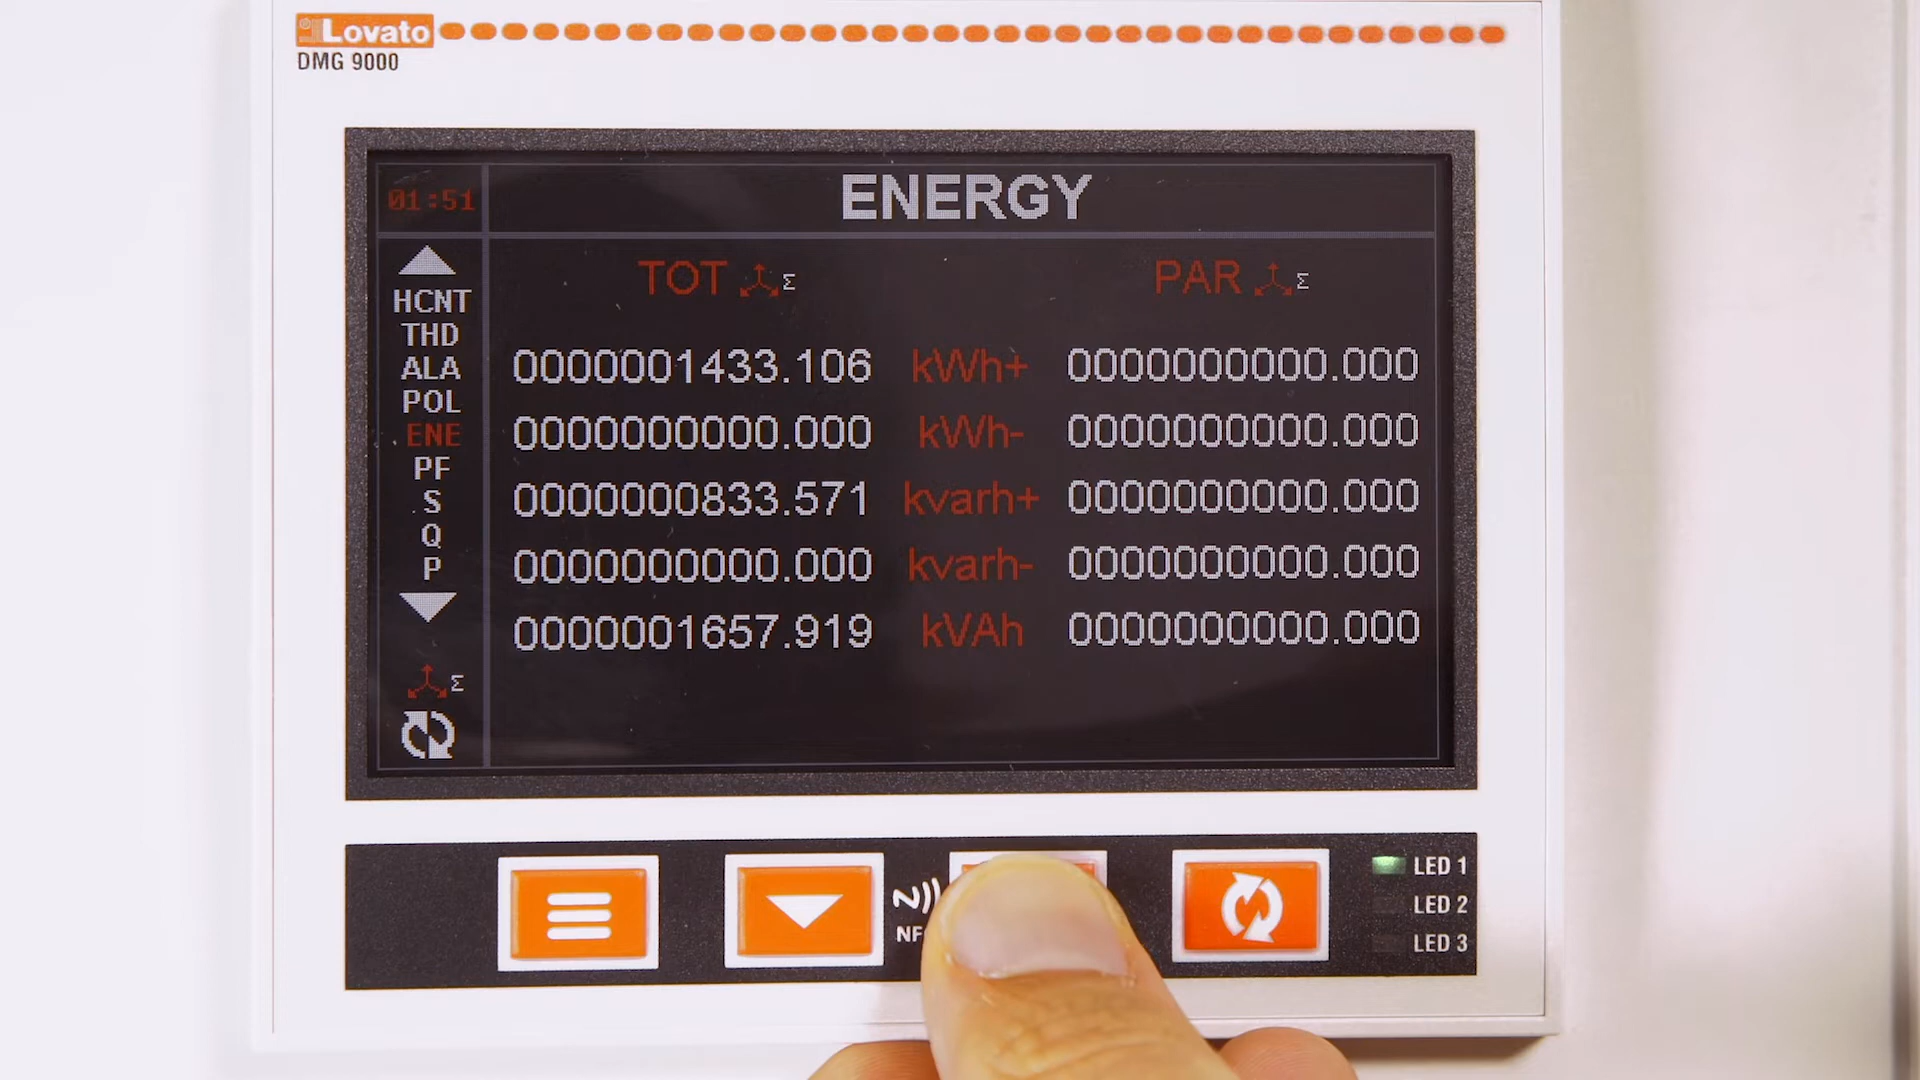 Lovato
DMG 9000
01:51
ENERGY
HCNT
THD
ALA
POL
ENE
PF
S
Q
P
Σ
TOT Σ PAR Σ
0000001433.106 kWh+ 0000000000.000
0000000000.000 kWh- 0000000000.000
0000000833.571 kvarh+ 0000000000.000
0000000000.000 kvarh- 0000000000.000
0000001657.919 kVAh 0000000000.000
LED 1
LED 2
LED 3